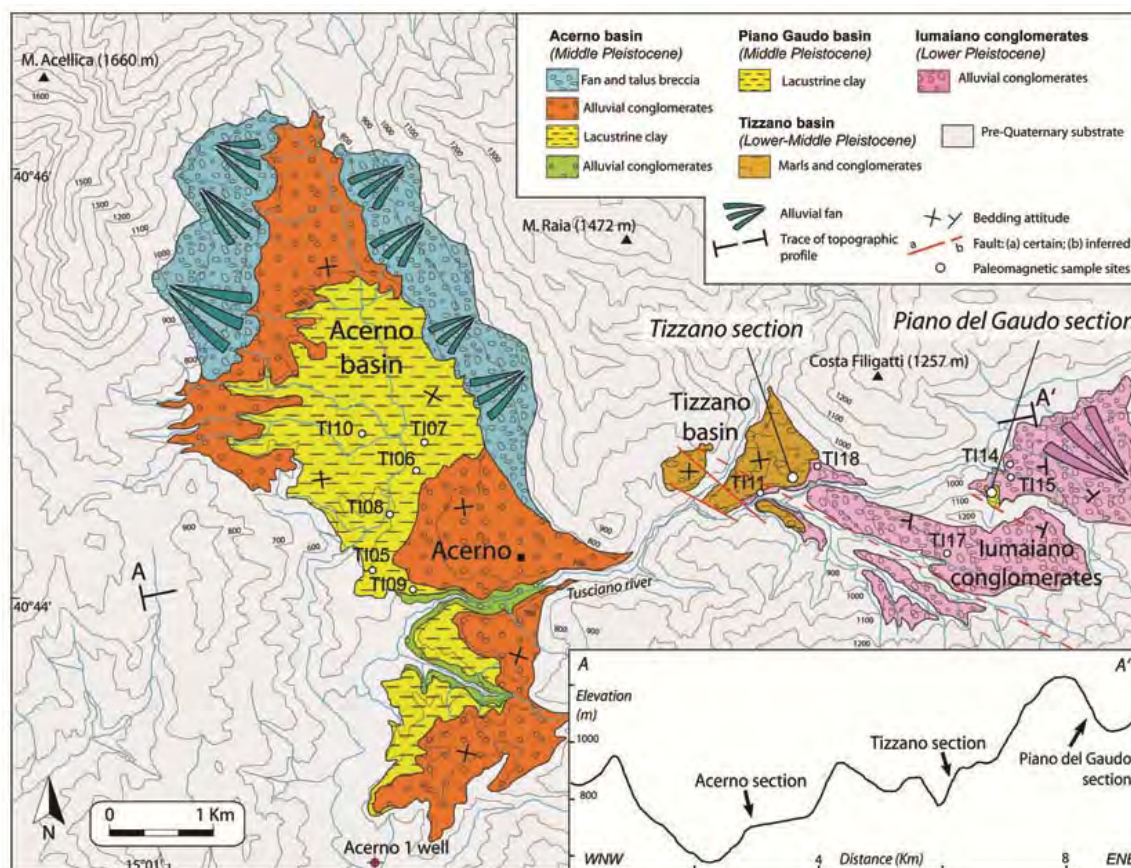 M. Acellica (1660 m)
Acerno basin
(Middle Pleistocene)
Fan and talus breccia
Alluvial conglomerates
Lacustrine clay
Alluvial conglomerates
Piano Gaudo basin
(Middle Pleistocene)
Lacustrine clay
Tizzano basin
(Lower-Middle Pleistocene)
Marls and conglomerates
Iumaiano conglomerates
(Lower Pleistocene)
Alluvial conglomerates
Pre-Quaternary substrate
Alluvial fan
Trace of topographic
profile
Bedding attitude
a
b
Fault: (a) certain; (b) inferred
Paleomagnetic sample sites
40°46'
M. Raia (1472 m)
Tizzano section
Piano del Gaudo section
Costa Filigatti (1257 m)
Acerno
basin
Tizzano
basin
A'
TI10
TI07
TI06
TI18
TI14
TI11
TI15
TI08
TI17
Acerno
Iumaiano
conglomerates
TI05
TI09
Tusciano river
A
40°44'
N
0
1 Km
15°01'
Acerno 1 well
A
A'
Elevation
(m)
1000
800
Acerno section
Tizzano section
Piano del Gaudo
section
WNW
4
Distance (Km)
8